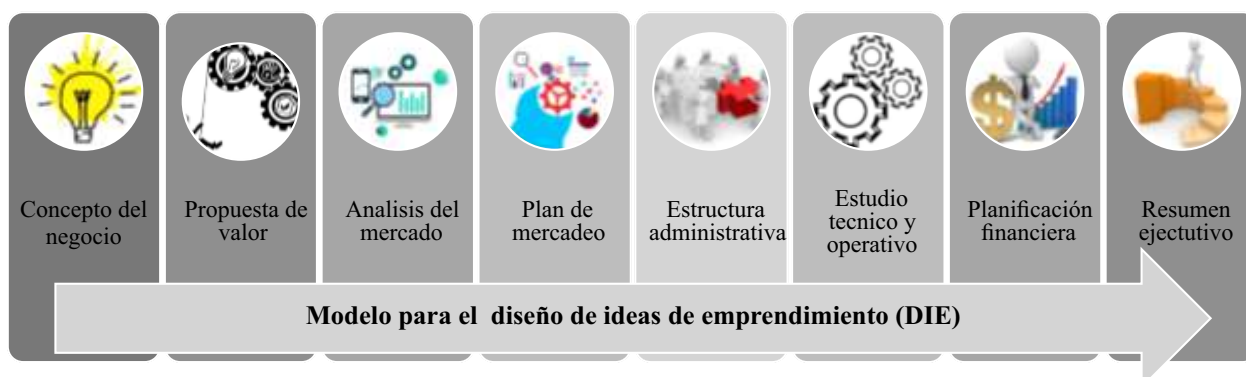 Concepto del
negocio
Propuesta de
valor
Analisis del
mercado
Plan de
mercadeo
Estructura
administrativa
Estudio
tecnico y
operativo
Planificación
financiera
Resumen
ejectutivo
Modelo para el diseño de ideas de emprendimiento (DIE)